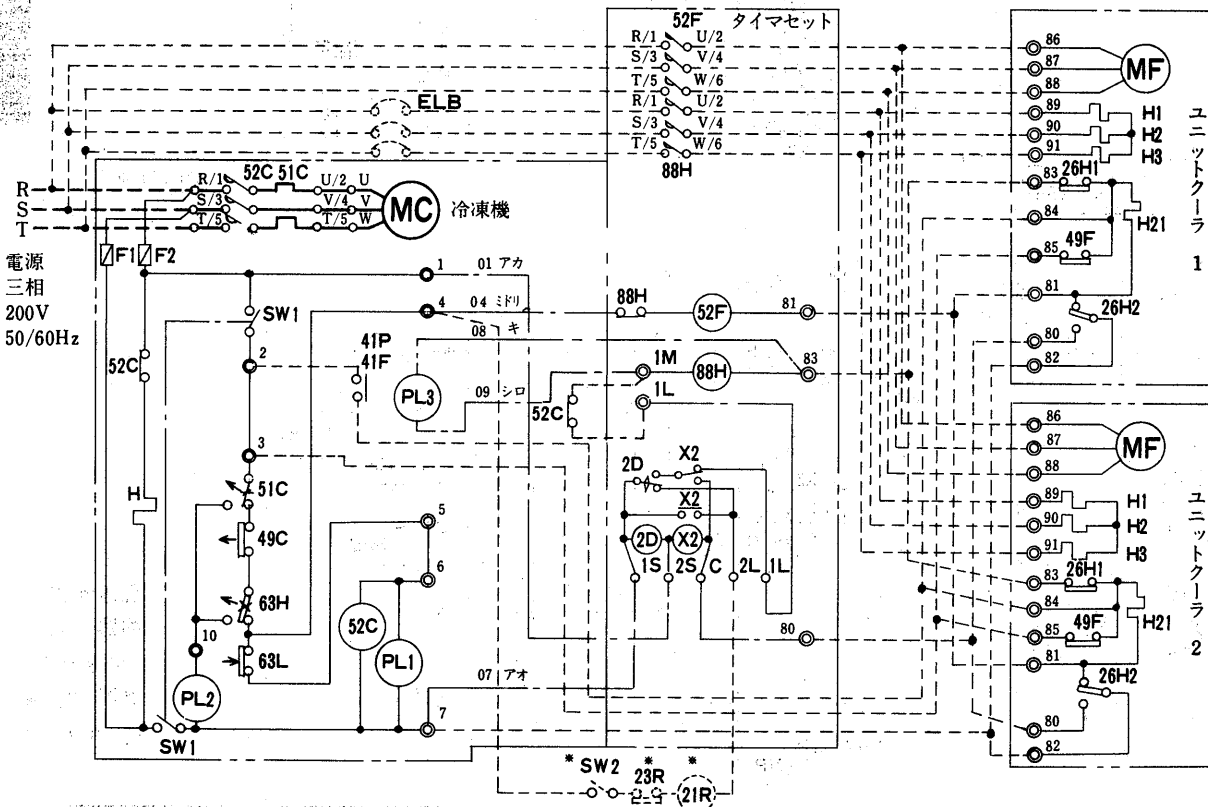 52F タイマセット
R/1 U/2
S/3 V/4
T/5 W/6
R/1 U/2
S/3 V/4
T/5 W/6
88H
ELB
R
S
T
電源
三相
200V
50/60Hz
R/1 52C 51C U/2 U
S/3 V/4 V
T/5 T/5 W
MC 冷凍機
F1 F2
1 01 アカ
4 04 ミドリ
08 キ
09 シロ
07 アオ
SW1
52C
2
41P
41F
PL3
3
51C
H
49C
63H
10
63L
PL2
SW1
5
6
52C
PL1
7
88H 52F 81
1M 88H 83
1L
52C
2D X2
X2
2D X2
1S 2S C 2L 1L
80
* SW2 * 23R * 21R
86
87
88
MF
89 H1
90 H2
91 H3
83 26H1
84
85 49F
H21
81
26H2
80
82
ユニットクーラ 1
86
87
88
MF
89 H1
90 H2
91 H3
83 26H1
84
85 49F
H21
81
26H2
80
82
ユニットクーラ 2